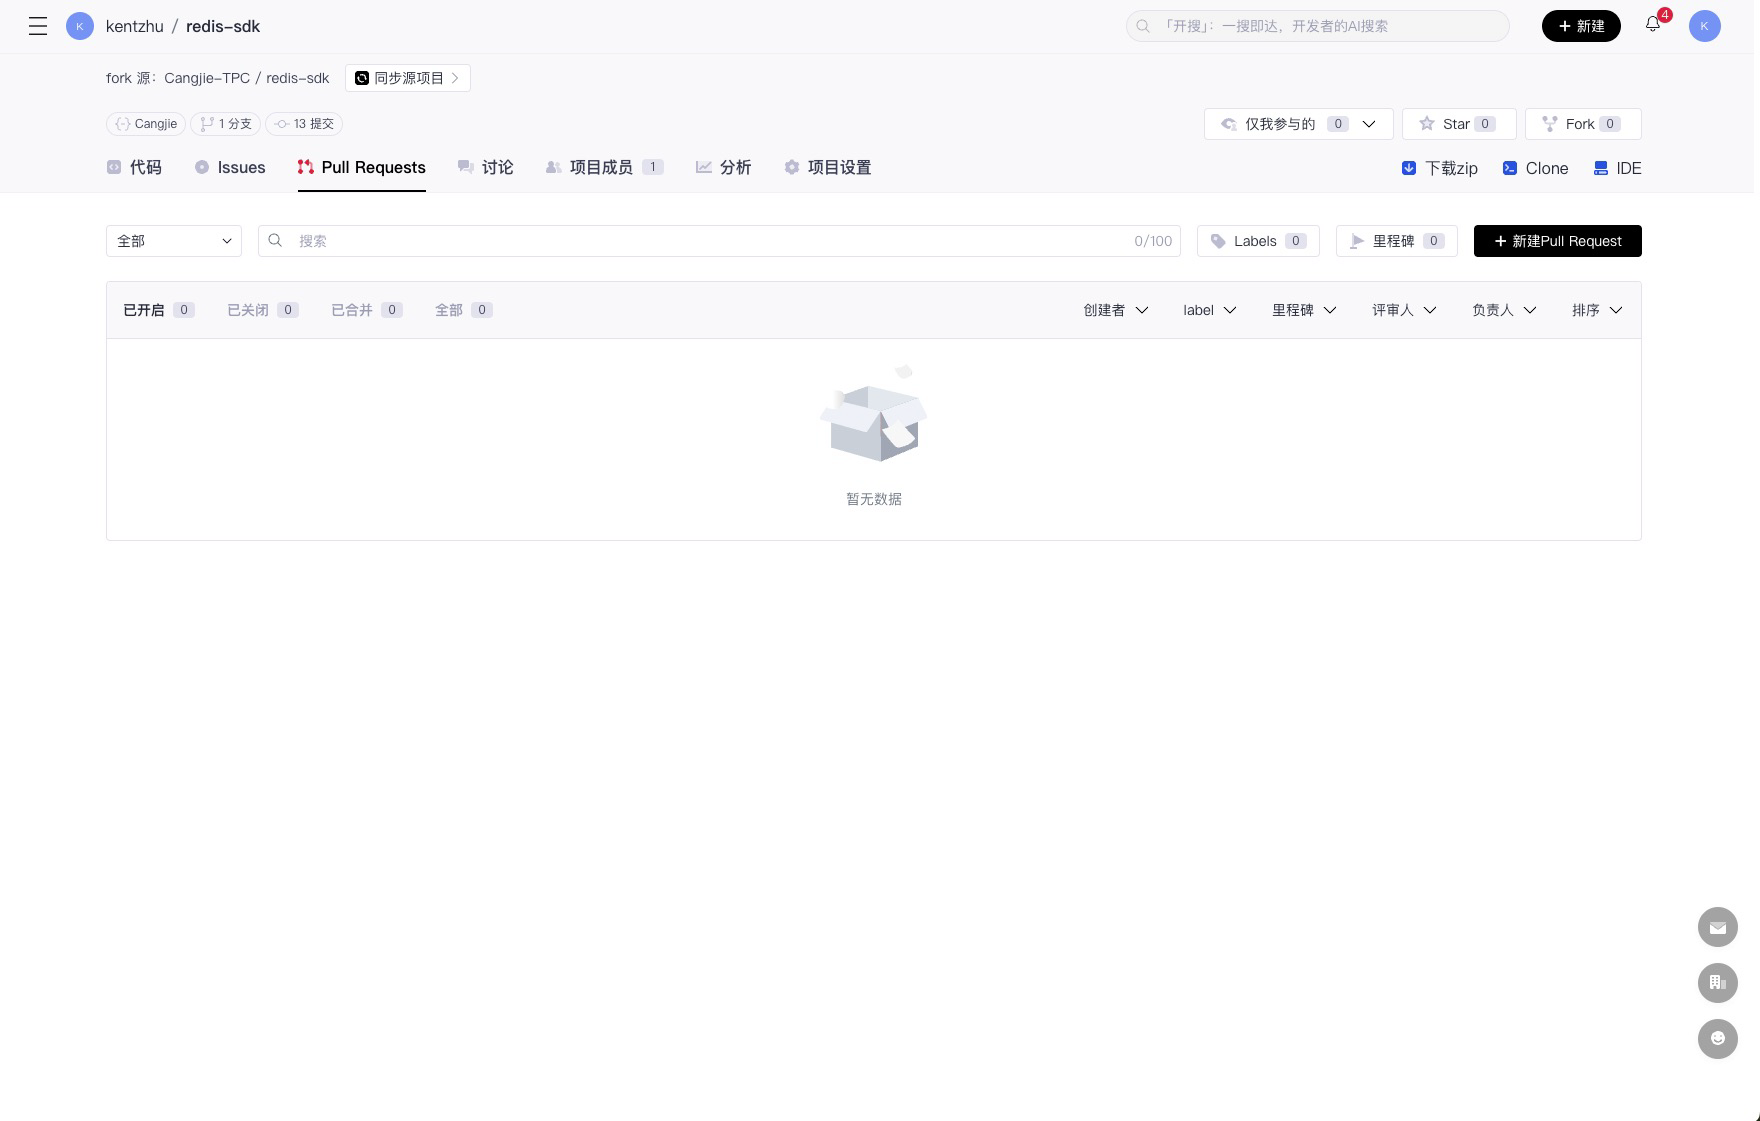 K kentzhu / redis-sdk 「开搜」：一搜即达，开发者的AI搜索 + 新建 4 K
fork 源： Cangjie-TPC / redis-sdk 同步源项目
Cangjie 1 分支 13 提交 仅我参与的 0 Star 0 Fork 0
代码 Issues Pull Requests 讨论 项目成员 1 分析 项目设置 下载zip Clone IDE
全部 搜索 0/100 Labels 0 里程碑 0 + 新建Pull Request
已开启 0 已关闭 0 已合并 0 全部 0 创建者 label 里程碑 评审人 负责人 排序
暂无数据